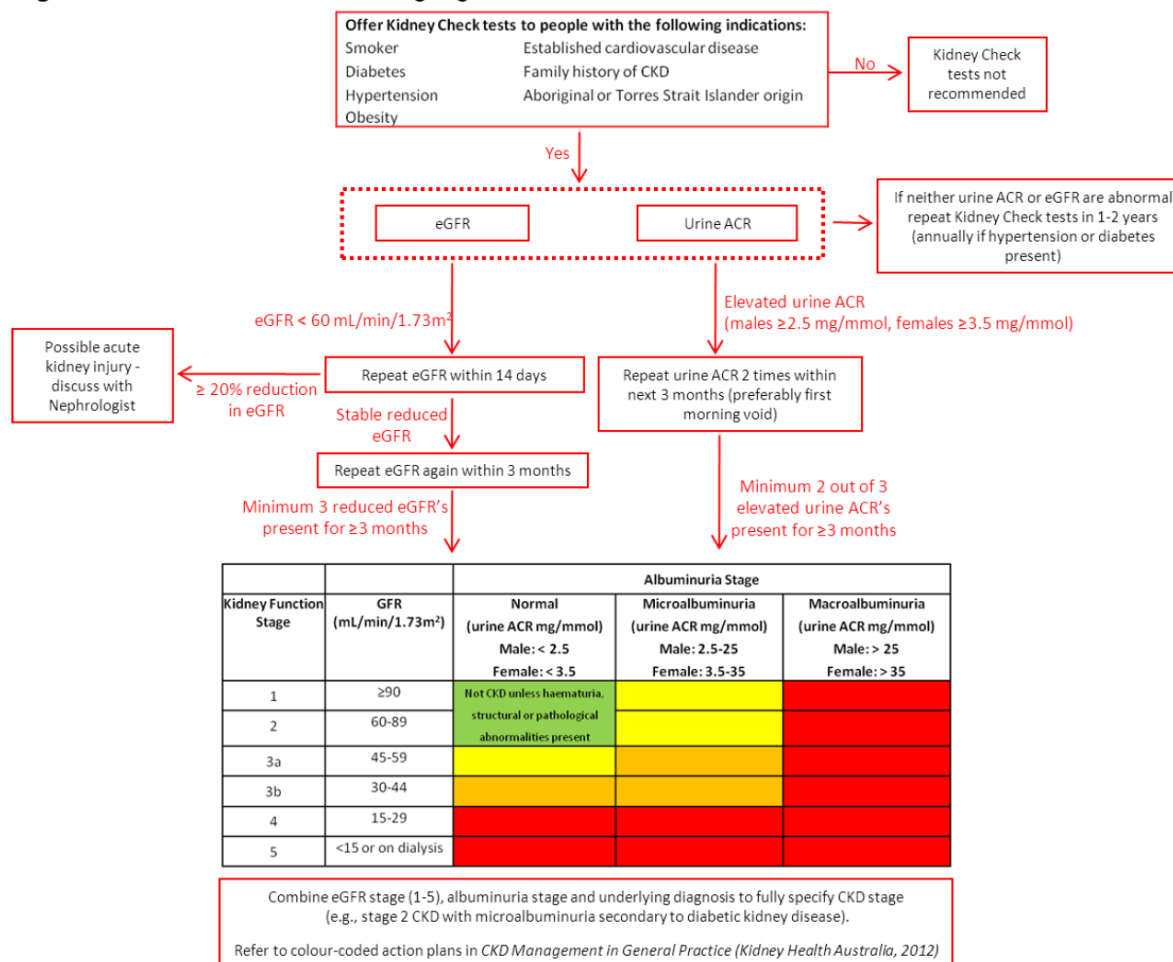 Offer Kidney Check tests to people with the following indications:
Smoker Established cardiovascular disease
Diabetes Family history of CKD
Hypertension Aboriginal or Torres Strait Islander origin
Obesity
No
Kidney Check
tests not
recommended
Yes
eGFR
Urine ACR
If neither urine ACR or eGFR are abnormal
repeat Kidney Check tests in 1-2 years
(annually if hypertension or diabetes
present)
eGFR < 60 mL/min/1.73m²
Elevated urine ACR
(males ≥2.5 mg/mmol, females ≥3.5 mg/mmol)
Possible acute
kidney injury -
discuss with
Nephrologist
≥ 20% reduction
in eGFR
Repeat eGFR within 14 days
Repeat urine ACR 2 times within
next 3 months (preferably first
morning void)
Stable reduced
eGFR
Repeat eGFR again within 3 months
Minimum 3 reduced eGFR's
present for ≥3 months
Minimum 2 out of 3
elevated urine ACR's
present for ≥3 months
Albuminuria Stage
Kidney Function
Stage
GFR
(mL/min/1.73m²)
Normal
(urine ACR mg/mmol)
Male: < 2.5
Female: < 3.5
Microalbuminuria
(urine ACR mg/mmol)
Male: 2.5-25
Female: 3.5-35
Macroalbuminuria
(urine ACR mg/mmol)
Male: > 25
Female: > 35
1 ≥90
2 60-89
Not CKD unless haematuria,
structural or pathological
abnormalities present
3a 45-59
3b 30-44
4 15-29
5 <15 or on dialysis
Combine eGFR stage (1-5), albuminuria stage and underlying diagnosis to fully specify CKD stage
(e.g., stage 2 CKD with microalbuminuria secondary to diabetic kidney disease).
Refer to colour-coded action plans in CKD Management in General Practice (Kidney Health Australia, 2012)